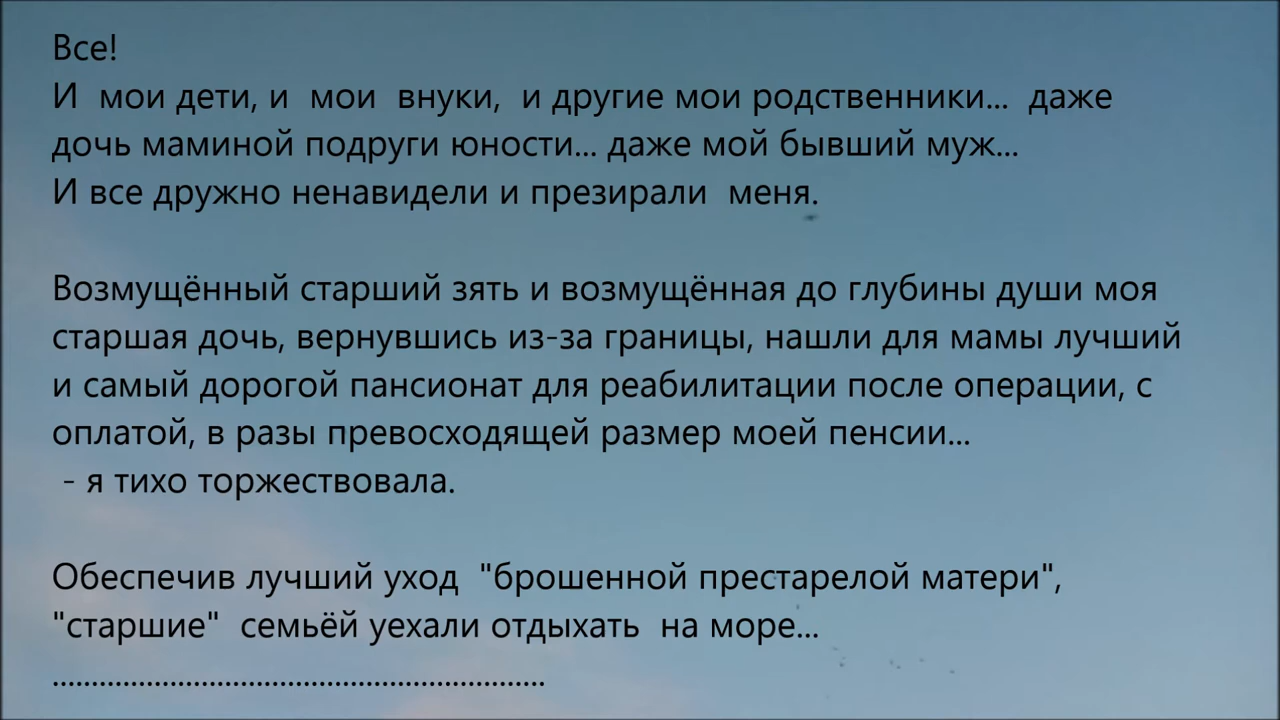 Все!
И мои дети, и мои внуки, и другие мои родственники... даже
дочь маминой подруги юности... даже мой бывший муж...
И все дружно ненавидели и презирали меня.
Возмущённый старший зять и возмущённая до глубины души моя
старшая дочь, вернувшись из-за границы, нашли для мамы лучший
и самый дорогой пансионат для реабилитации после операции, с
оплатой, в разы превосходящей размер моей пенсии...
- я тихо торжествовала.
Обеспечив лучший уход "брошенной престарелой матери",
"старшие" семьёй уехали отдыхать на море...
...............................................................